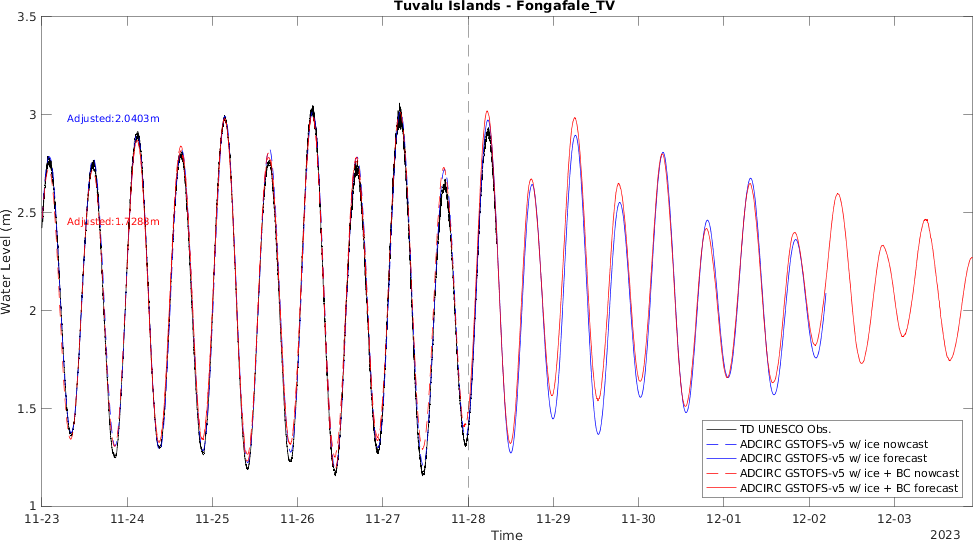 Tuvalu Islands - Fongafale_TV
3.5
3
2.5
2
1.5
1
Water Level (m)
Adjusted:2.0403m
Adjusted:1.7288m
TD UNESCO Obs.
ADCIRC GSTOFS-v5 w/ ice nowcast
ADCIRC GSTOFS-v5 w/ ice forecast
ADCIRC GSTOFS-v5 w/ ice + BC nowcast
ADCIRC GSTOFS-v5 w/ ice + BC forecast
11-23 11-24 11-25 11-26 11-27 11-28 11-29 11-30 12-01 12-02 12-03
Time
2023